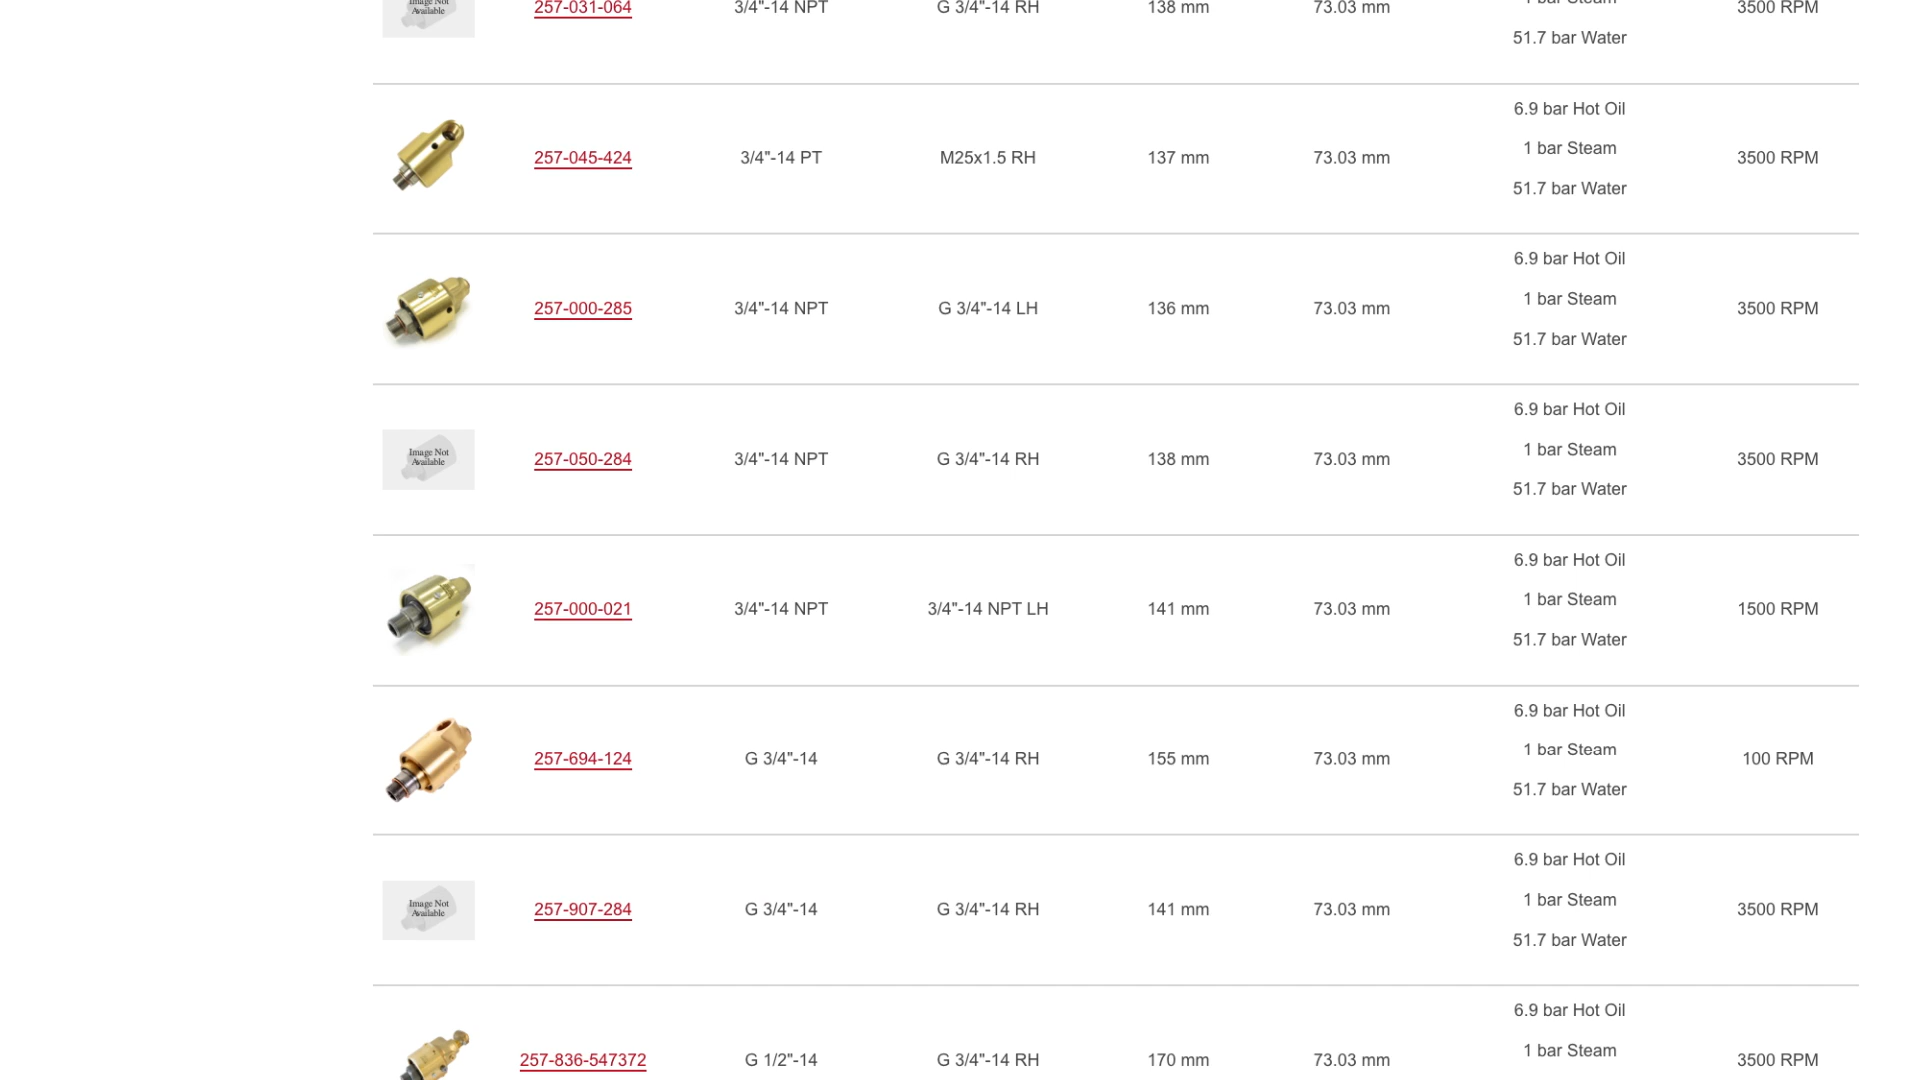 Image Not
Available
257-031-064
3/4"-14 NPT
G 3/4"-14 RH
138 mm
73.03 mm
1 bar Steam
51.7 bar Water
3500 RPM
257-045-424
3/4"-14 PT
M25x1.5 RH
137 mm
73.03 mm
6.9 bar Hot Oil
1 bar Steam
51.7 bar Water
3500 RPM
257-000-285
3/4"-14 NPT
G 3/4"-14 LH
136 mm
73.03 mm
6.9 bar Hot Oil
1 bar Steam
51.7 bar Water
3500 RPM
Image Not
Available
257-050-284
3/4"-14 NPT
G 3/4"-14 RH
138 mm
73.03 mm
6.9 bar Hot Oil
1 bar Steam
51.7 bar Water
3500 RPM
257-000-021
3/4"-14 NPT
3/4"-14 NPT LH
141 mm
73.03 mm
6.9 bar Hot Oil
1 bar Steam
51.7 bar Water
1500 RPM
257-694-124
G 3/4"-14
G 3/4"-14 RH
155 mm
73.03 mm
6.9 bar Hot Oil
1 bar Steam
51.7 bar Water
100 RPM
Image Not
Available
257-907-284
G 3/4"-14
G 3/4"-14 RH
141 mm
73.03 mm
6.9 bar Hot Oil
1 bar Steam
51.7 bar Water
3500 RPM
257-836-547372
G 1/2"-14
G 3/4"-14 RH
170 mm
73.03 mm
6.9 bar Hot Oil
1 bar Steam
3500 RPM